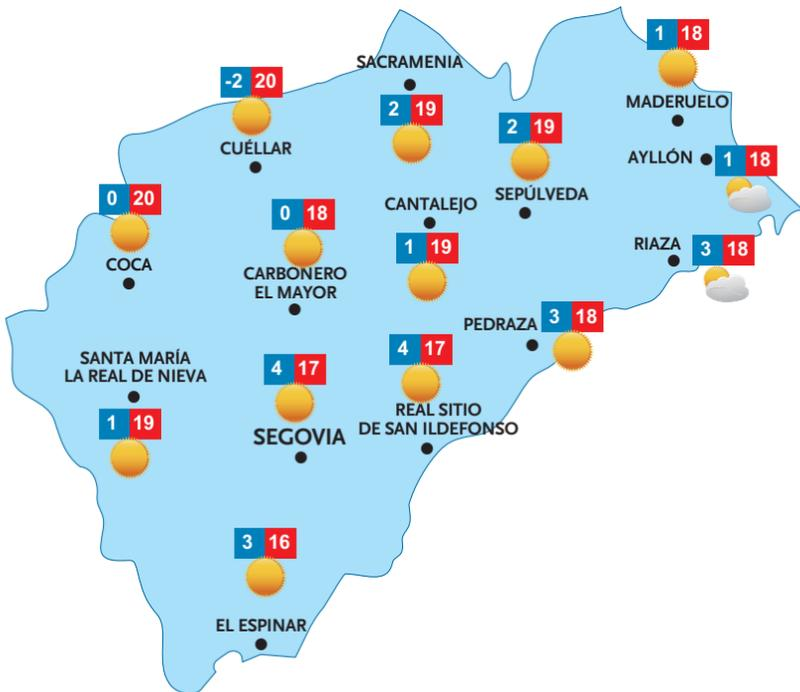 1 18
MADERUELO
SACRAMENIA
2 19
-2 20
CUÉLLAR
2 19
SEPÚLVEDA
AYLLÓN
1 18
0 20
COCA
0 18
CARBONERO
EL MAYOR
CANTALEJO
1 19
RIAZA
3 18
PEDRAZA
3 18
SANTA MARÍA
LA REAL DE NIEVA
1 19
4 17
SEGOVIA
4 17
REAL SITIO
DE SAN ILDEFONSO
3 16
EL ESPINAR